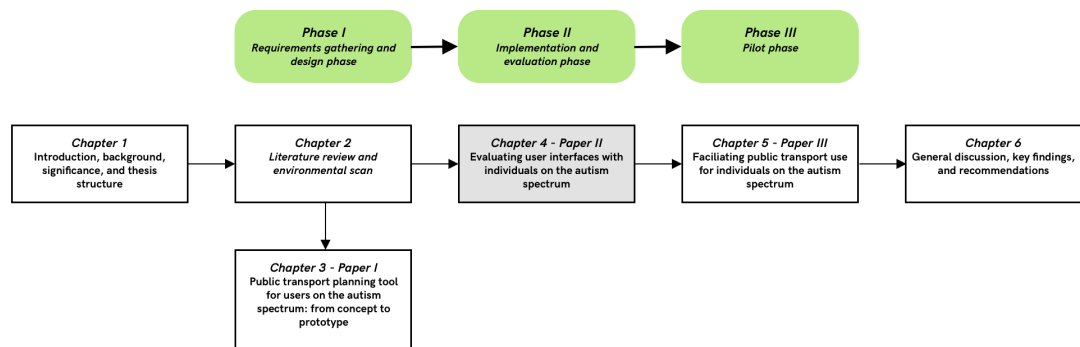 Phase I
Requirements gathering and
design phase
Phase II
Implementation and
evaluation phase
Phase III
Pilot phase
Chapter 1
Introduction, background,
significance, and thesis
structure
Chapter 2
Literature review and
environmental scan
Chapter 4 - Paper II
Evaluating user interfaces with
individuals on the autism
spectrum
Chapter 5 - Paper III
Faciliating public transport use
for individuals on the autism
spectrum
Chapter 6
General discussion, key findings,
and recommendations
Chapter 3 - Paper I
Public transport planning tool
for users on the autism
spectrum: from concept to
prototype